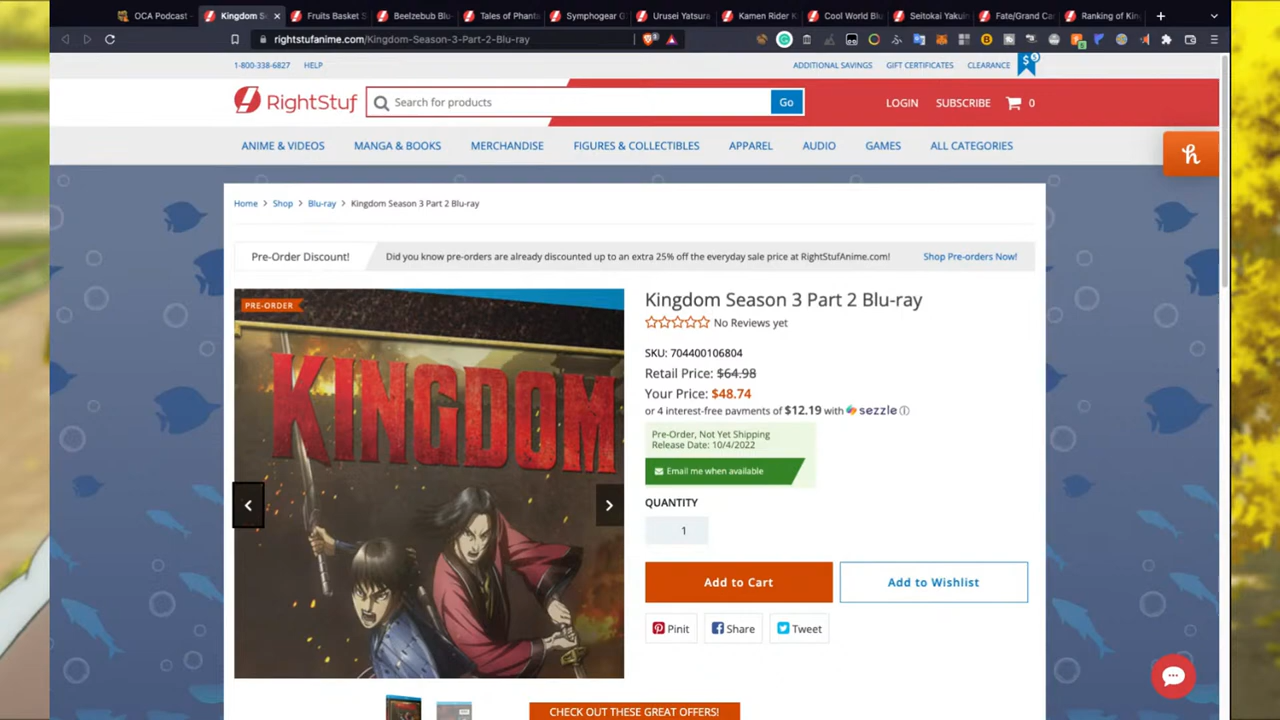 OCA Podcast
Kingdom S
Fruits Basket S
Beelzebub Blu-
Tales of Phanta
Symphogear G
Urusei Yatsura
Kamen Rider K
Cool World Blu
Seitokai Yakuin
Fate/Grand Car
Ranking of Kin
rightstufanime.com/Kingdom-Season-3-Part-2-Blu-ray
1-800-338-6827 HELP
ADDITIONAL SAVINGS GIFT CERTIFICATES CLEARANCE
RightStuf
Search for products
Go
LOGIN SUBSCRIBE 0
ANIME & VIDEOS MANGA & BOOKS MERCHANDISE FIGURES & COLLECTIBLES APPAREL AUDIO GAMES ALL CATEGORIES
Home > Shop > Blu-ray > Kingdom Season 3 Part 2 Blu-ray
Pre-Order Discount! Did you know pre-orders are already discounted up to an extra 25% off the everyday sale price at RightStufAnime.com! Shop Pre-orders Now!
PRE-ORDER
KINGDOM
Kingdom Season 3 Part 2 Blu-ray
No Reviews yet
SKU: 704400106804
Retail Price: $64.98
Your Price: $48.74
or 4 interest-free payments of $12.19 with sezzle
Pre-Order, Not Yet Shipping
Release Date: 10/4/2022
Email me when available
QUANTITY
1
Add to Cart
Add to Wishlist
Pinit
Share
Tweet
CHECK OUT THESE GREAT OFFERS!